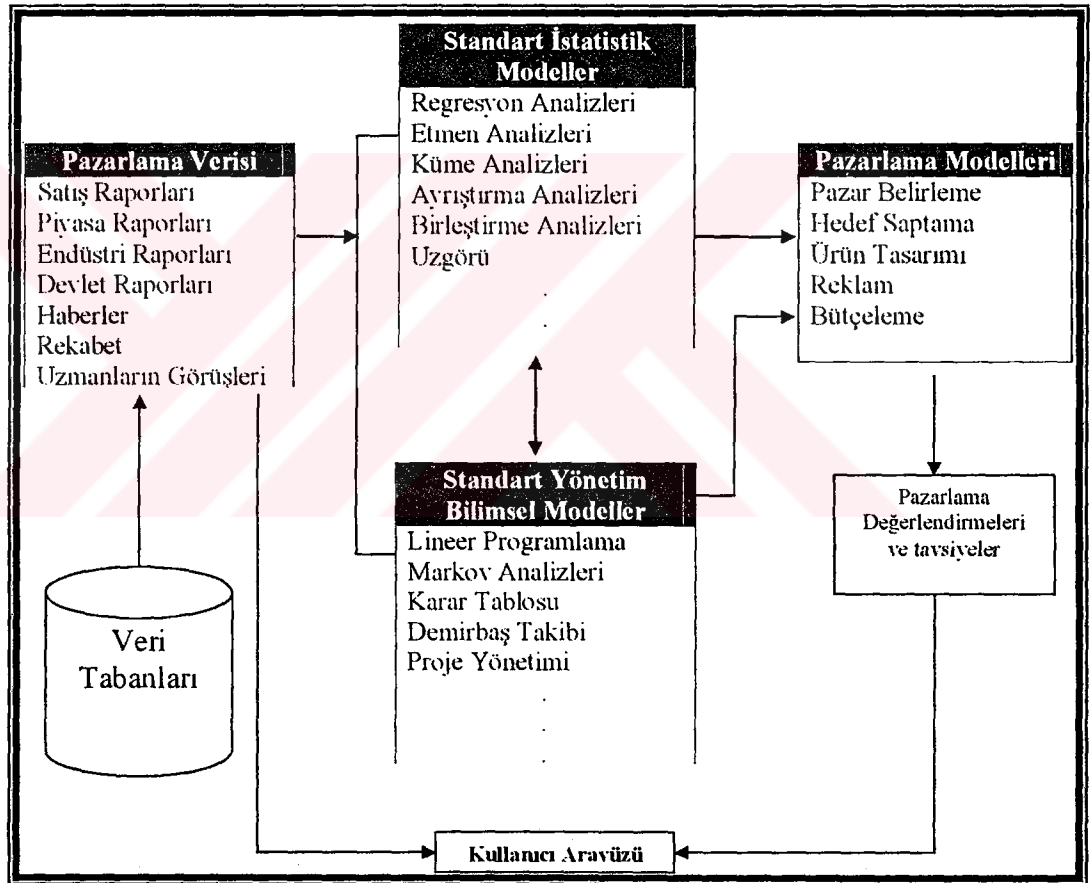 Standart İstatistik
Modeller
Regresyon Analizleri
Etmen Analizleri
Küme Analizleri
Ayrıştırma Analizleri
Birleştirme Analizleri
Uzgörü
.
.
Pazarlama Verisi
Satış Raporları
Piyasa Raporları
Endüstri Raporları
Devlet Raporları
Haberler
Rekabet
Uzmanların Görüşleri
Pazarlama Modelleri
Pazar Belirleme
Hedef Saptama
Ürün Tasarımı
Reklam
Bütçeleme
Standart Yönetim
Bilimsel Modeller
Lineer Programlama
Markov Analizleri
Karar Tablosu
Demirbaş Takibi
Proje Yönetimi
.
.
.
Pazarlama
Değerlendirmeleri
ve tavsiyeler
Veri
Tabanları
Kullanıcı Arayüzü